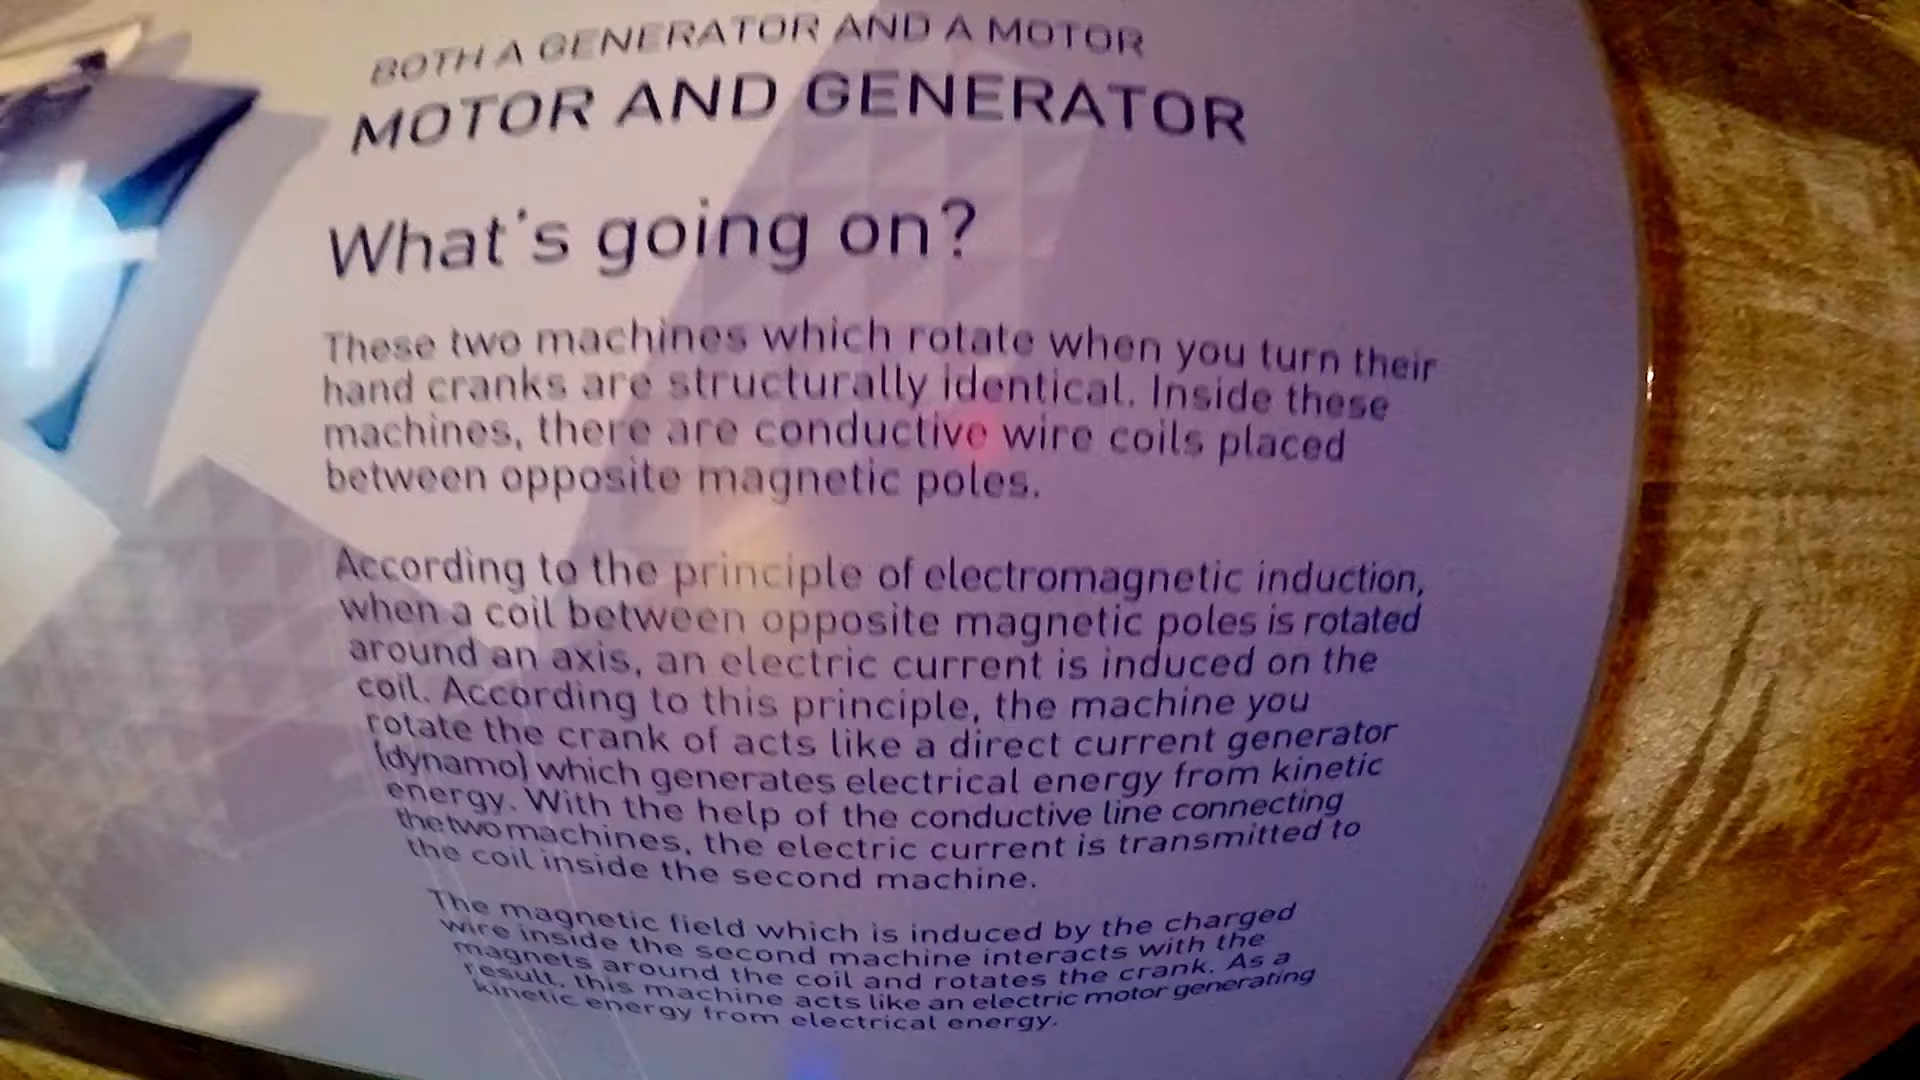 BOTH A GENERATOR AND A MOTOR
MOTOR AND GENERATOR
What's going on?
These two machines which rotate when you turn their
hand cranks are structurally identical. Inside these
machines, there are conductive wire coils placed
between opposite magnetic poles.
According to the principle of electromagnetic induction,
when a coil between opposite magnetic poles is rotated
around an axis, an electric current is induced on the
coil. According to this principle, the machine you
rotate the crank of acts like a direct current generator
(dynamo) which generates electrical energy from kinetic
energy. With the help of the conductive line connecting
the two machines, the electric current is transmitted to
the coil inside the second machine.
The magnetic field which is induced by the charged
wire inside the second machine interacts with the
magnets around the coil and rotates the crank. As a
result, this machine acts like an electric motor generating
kinetic energy from electrical energy.